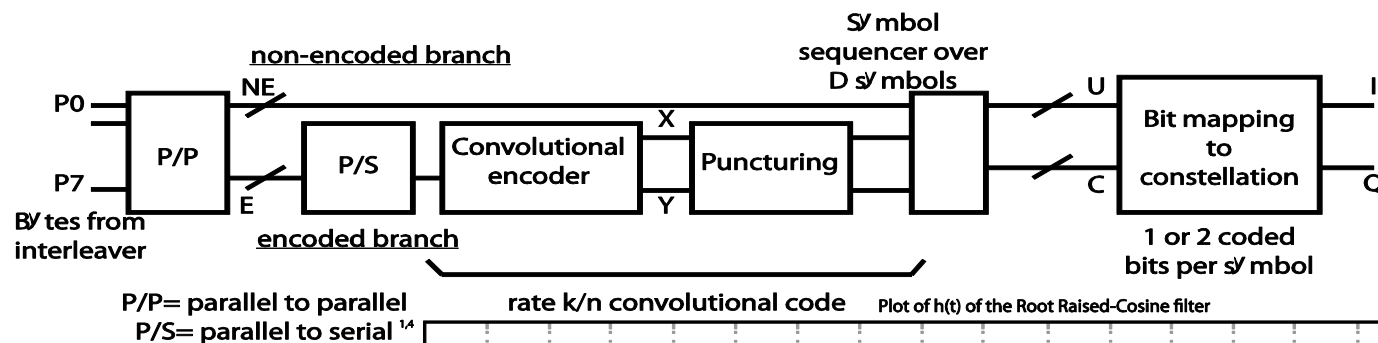 Symbol
sequencer over
D symbols
non-encoded branch
NE
U
I
P0
P/P
P/S
Convolutional
encoder
X
Puncturing
Bit mapping
to
constellation
P7
E
Y
C
Q
Bytes from
interleaver
encoded branch
1 or 2 coded
bits per symbol
P/P= parallel to parallel
rate k/n convolutional code
Plot of h(t) of the Root Raised-Cosine filter
P/S= parallel to serial
1,4